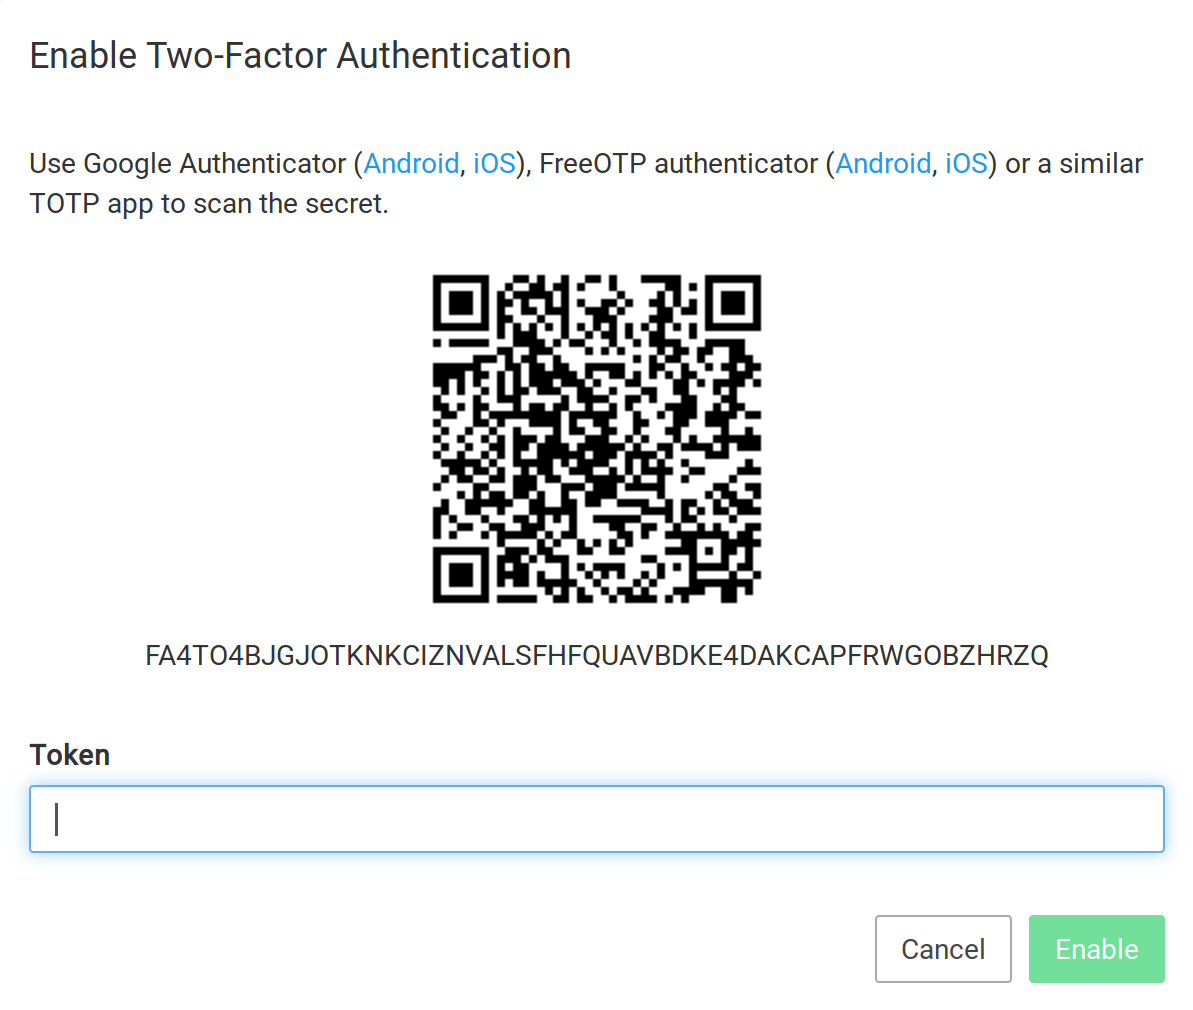 Enable Two-Factor Authentication
Use Google Authenticator (Android, iOS), FreeOTP authenticator (Android, iOS) or a similar
TOTP app to scan the secret.
FA4TO4BJGJOTKNKCIZNVALSFHFQUAVBDKE4DAKCAPFRWGOBZHRZQ
Token
Cancel
Enable